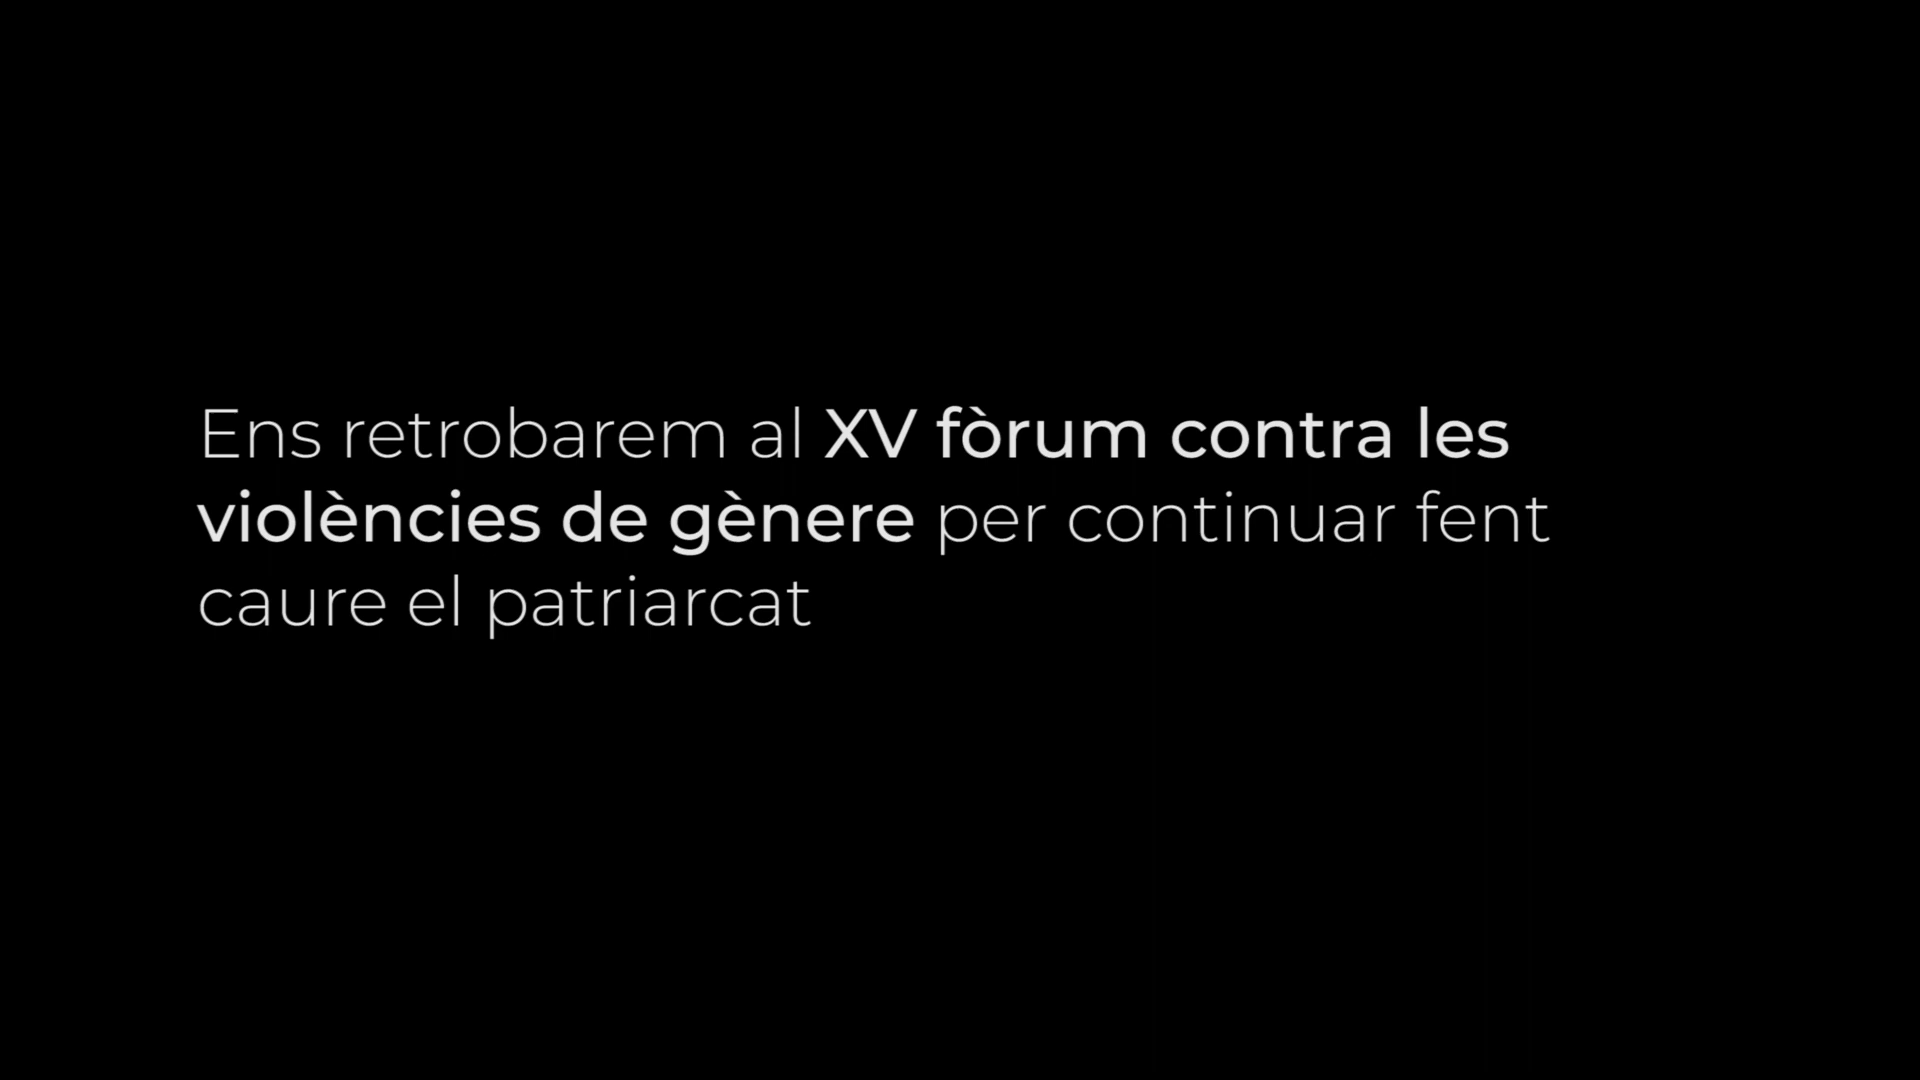 Ens retrobarem al XV fòrum contra les
violències de gènere per continuar fent
caure el patriarcat